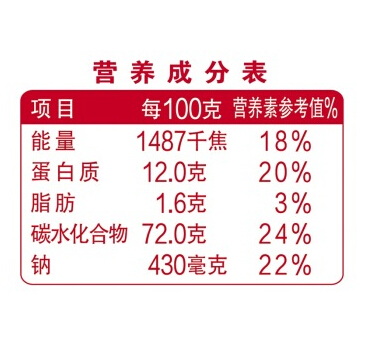 营养成分表
项目 每100克 营养素参考值%
能量 1487千焦 18%
蛋白质 12.0克 20%
脂肪 1.6克 3%
碳水化合物 72.0克 24%
钠 430毫克 22%